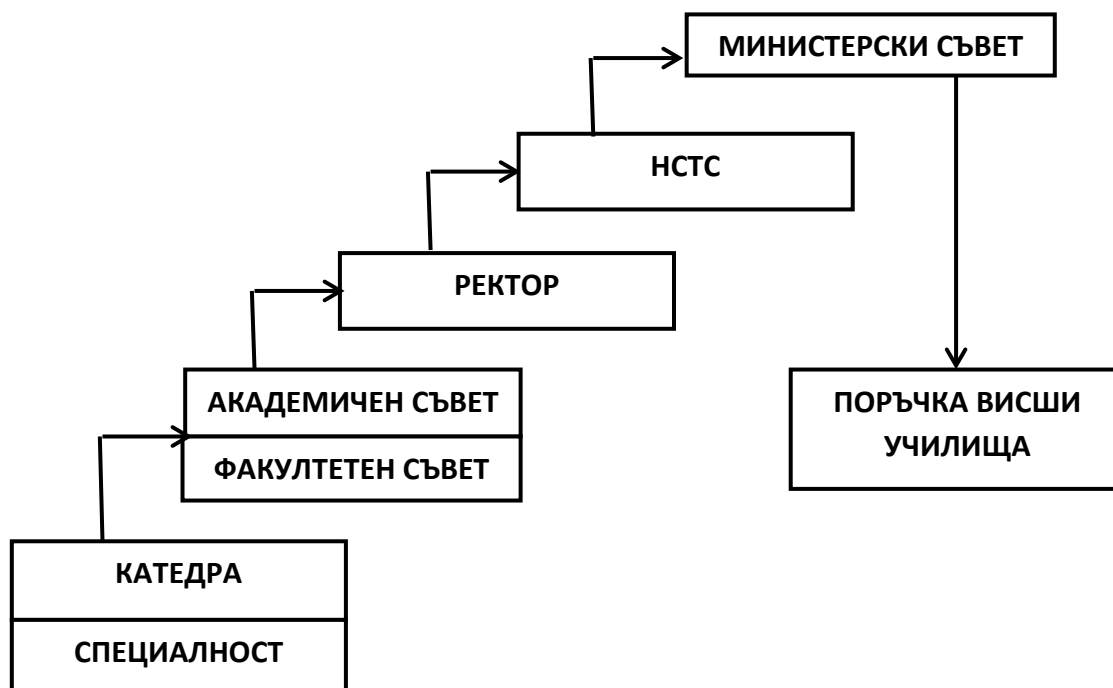 МИНИСТЕРСКИ СЪВЕТ
НСТС
РЕКТОР
АКАДЕМИЧЕН СЪВЕТ
ФАКУЛТЕТЕН СЪВЕТ
ПОРЪЧКА ВИСШИ
УЧИЛИЩА
КАТЕДРА
СПЕЦИАЛНОСТ